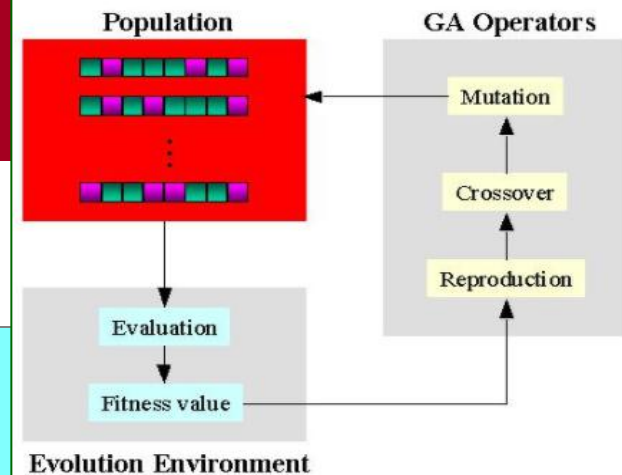 Population
GA Operators
Mutation
Crossover
Reproduction
Evaluation
Fitness value
Evolution Environment